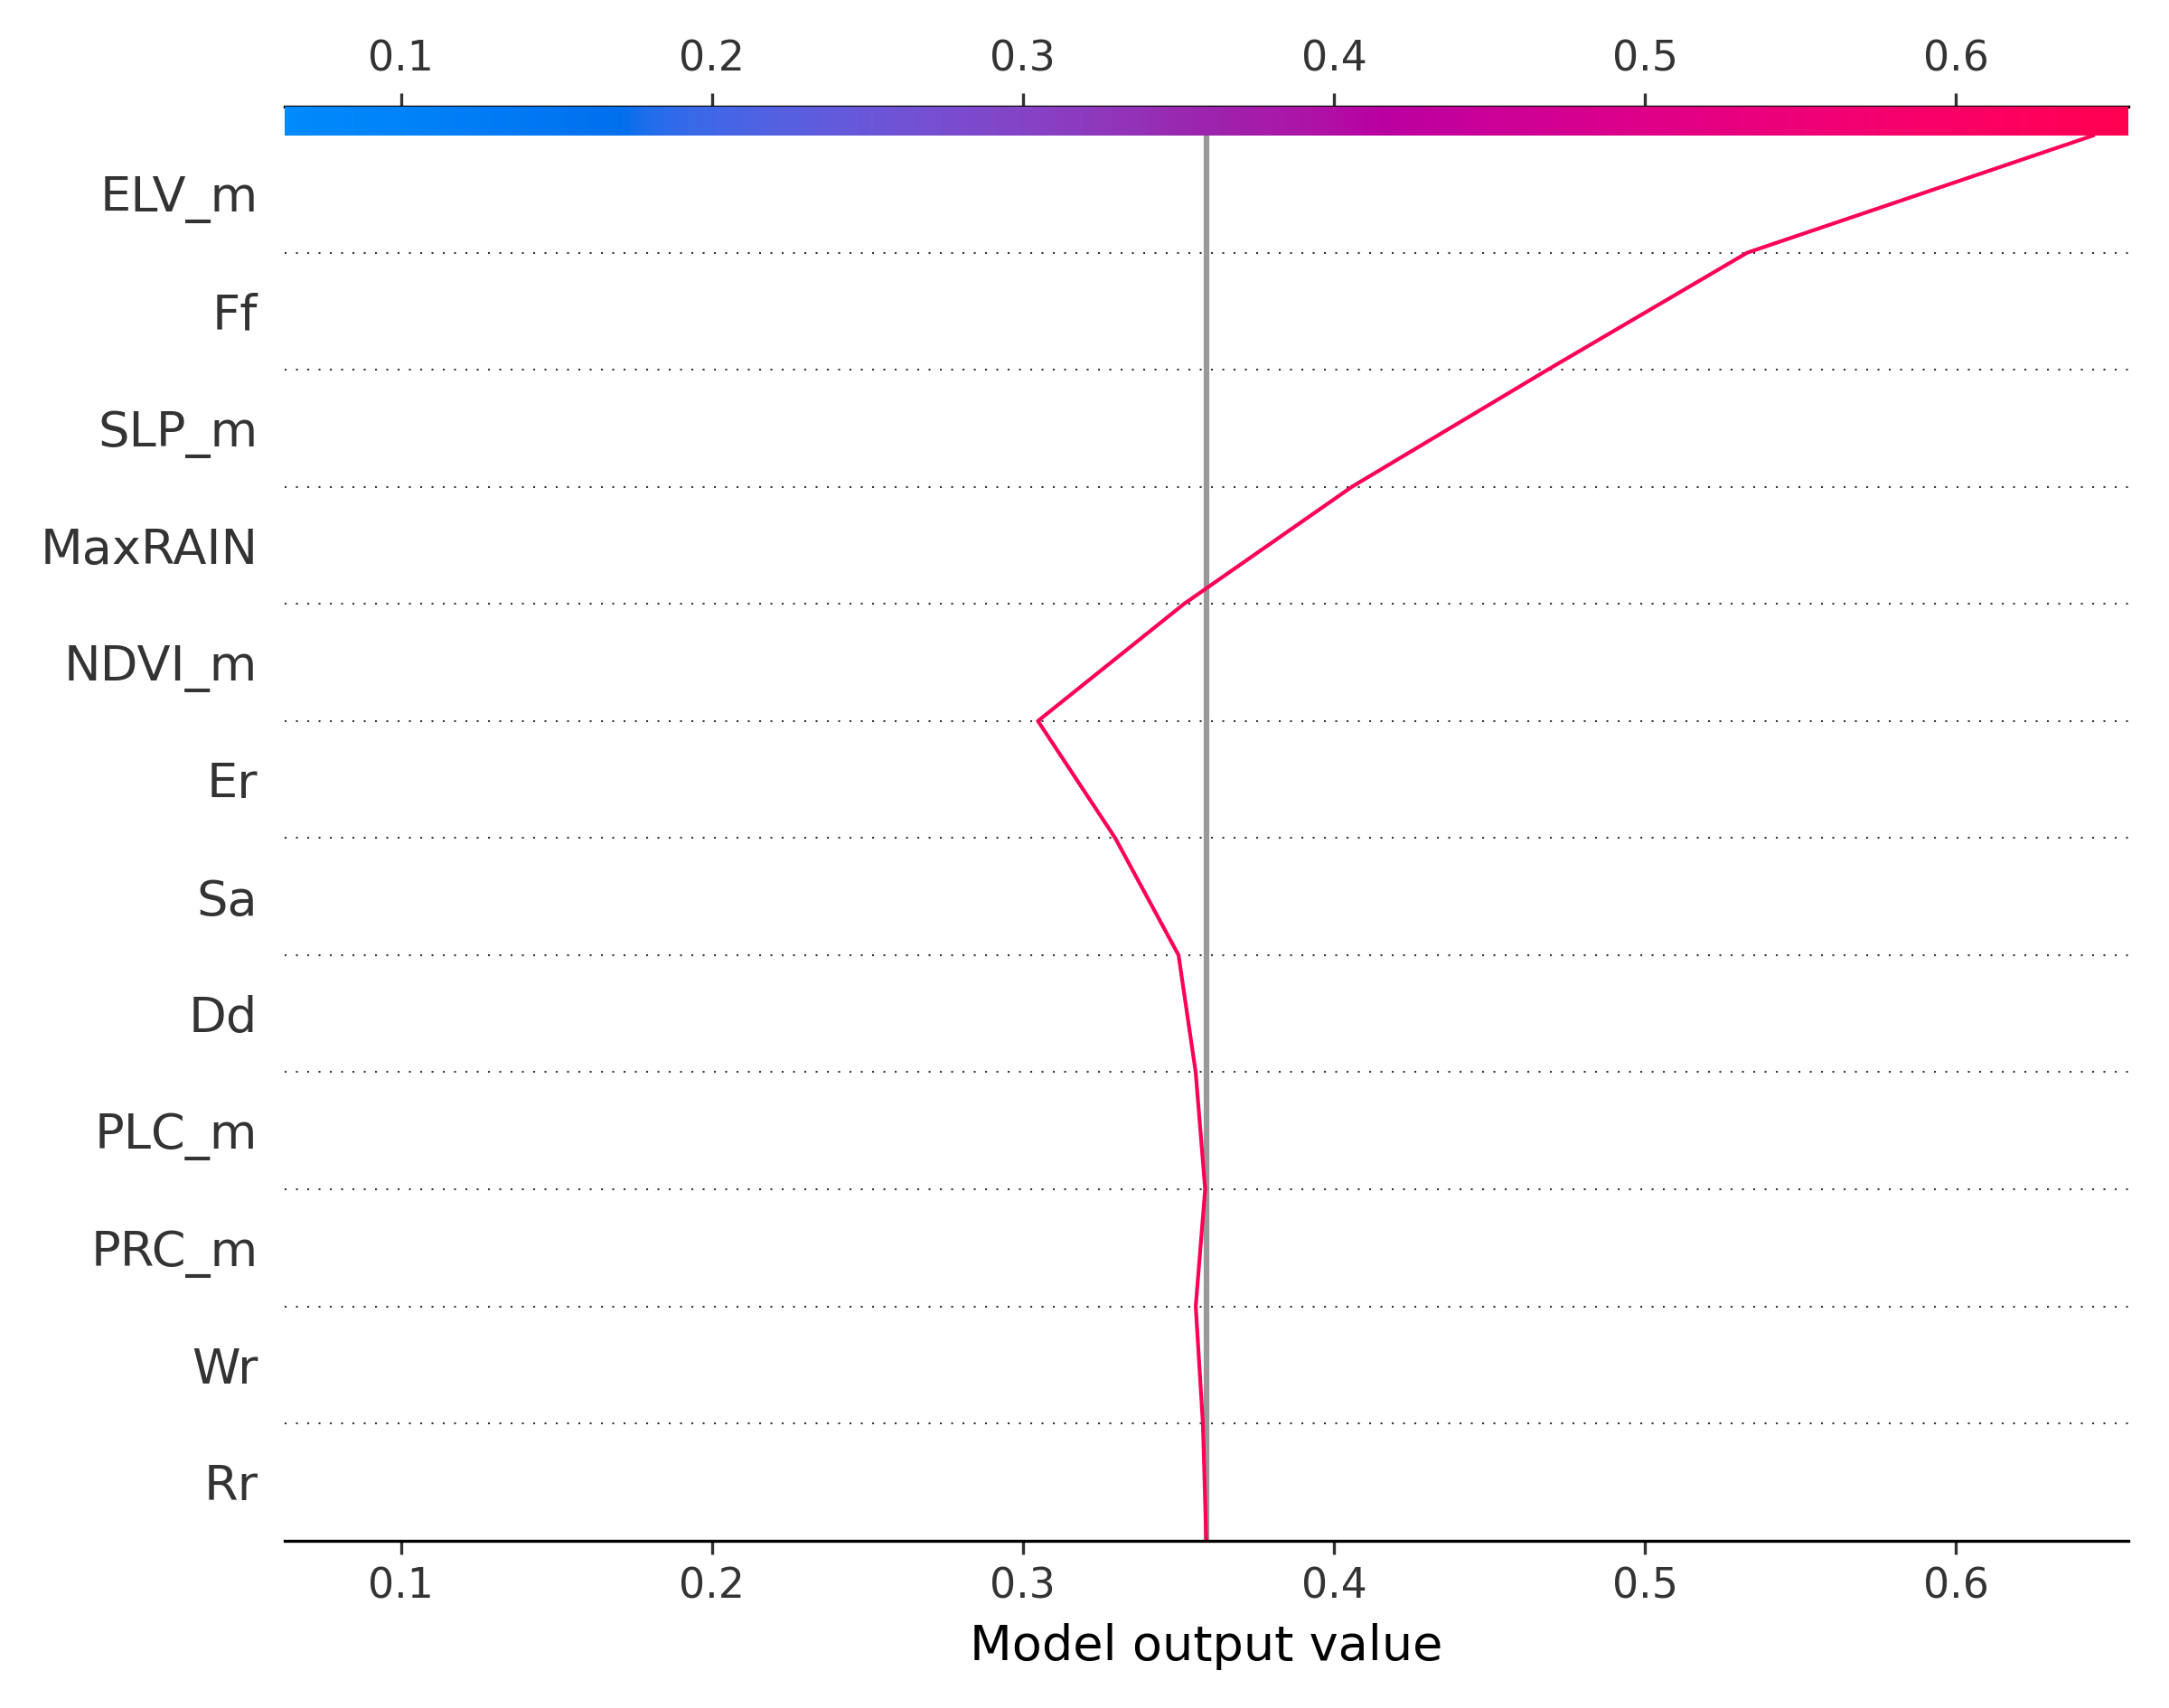 0.1 0.2 0.3 0.4 0.5 0.6
ELV_m
Ff
SLP_m
MaxRAIN
NDVI_m
Er
Sa
Dd
PLC_m
PRC_m
Wr
Rr
0.1 0.2 0.3 0.4 0.5 0.6
Model output value